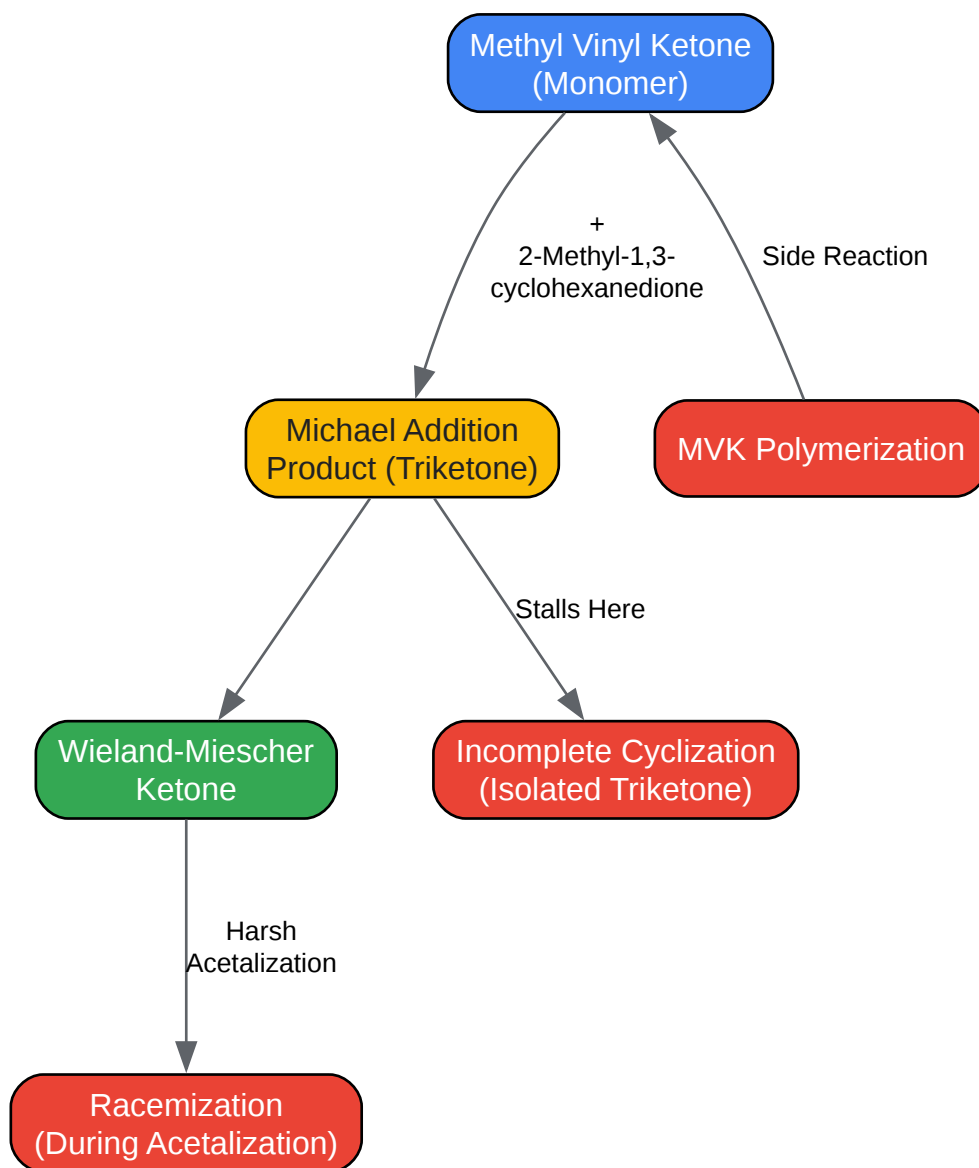 Methyl Vinyl Ketone
(Monomer)
+
2-Methyl-1,3-
cyclohexanedione
Side Reaction
Michael Addition
Product (Triketone)
MVK Polymerization
Stalls Here
Wieland-Miescher
Ketone
Incomplete Cyclization
(Isolated Triketone)
Harsh
Acetalization
Racemization
(During Acetalization)